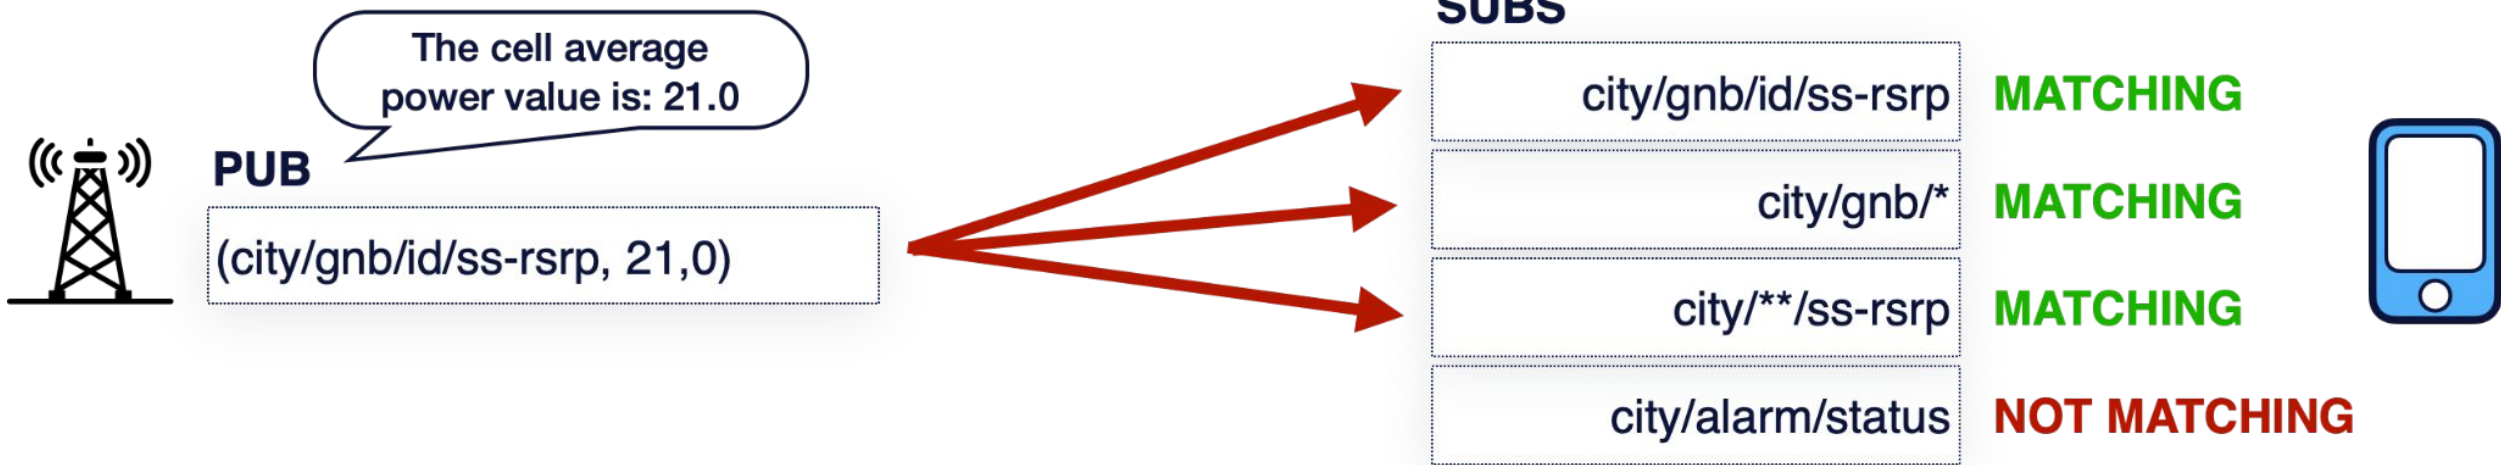 The cell average
power value is: 21.0
PUB
(city/gnb/id/ss-rsrp, 21,0)
SUBS
city/gnb/id/ss-rsrp MATCHING
city/gnb/* MATCHING
city/**/ss-rsrp MATCHING
city/alarm/status NOT MATCHING